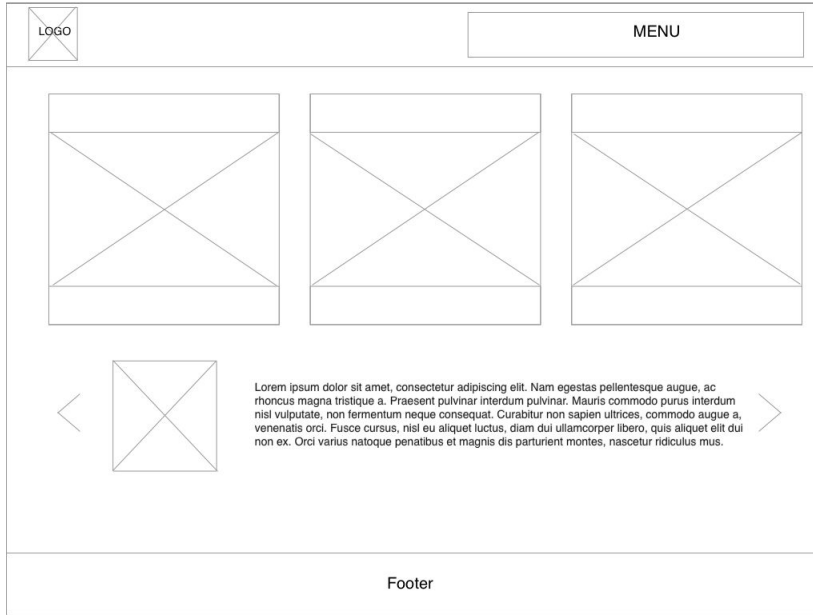 LOGO
MENU
Lorem ipsum dolor sit amet, consectetur adipiscing elit. Nam egestas pellentesque augue, ac
rhoncus magna tristique a. Praesent pulvinar interdum pulvinar. Mauris commodo purus interdum
nisl vulputate, non fermentum neque consequat. Curabitur non sapien ultrices, commodo augue a,
venenatis orci. Fusce cursus, nisl eu aliquet luctus, diam dui ullamcorper libero, quis aliquet elit dui
non ex. Orci varius natoque penatibus et magnis dis parturient montes, nascetur ridiculus mus.
Footer